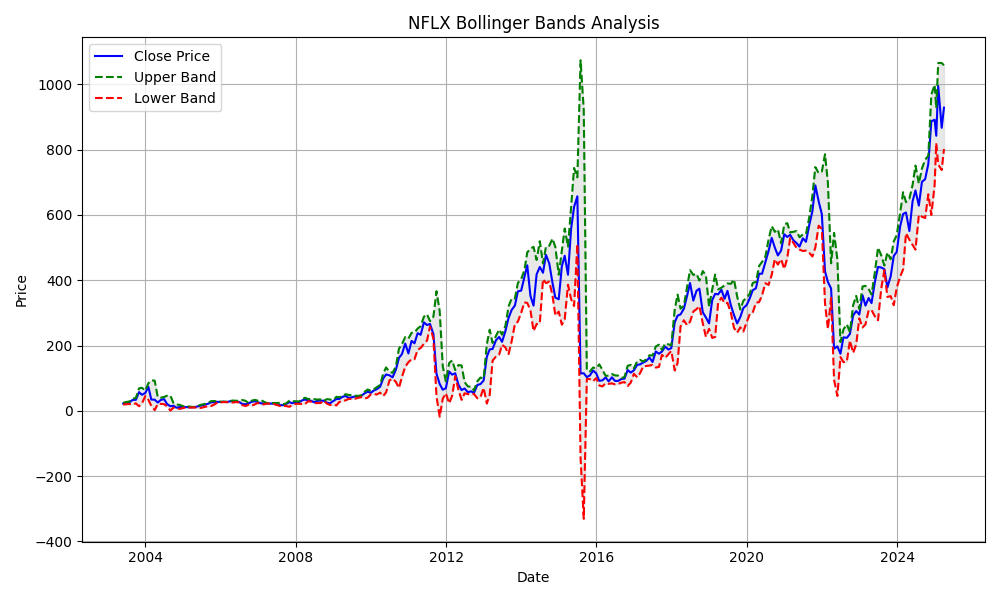 NFLX Bollinger Bands Analysis
Close Price
Upper Band
Lower Band
Price
1000
800
600
400
200
0
−200
−400
2004
2008
2012
2016
2020
2024
Date